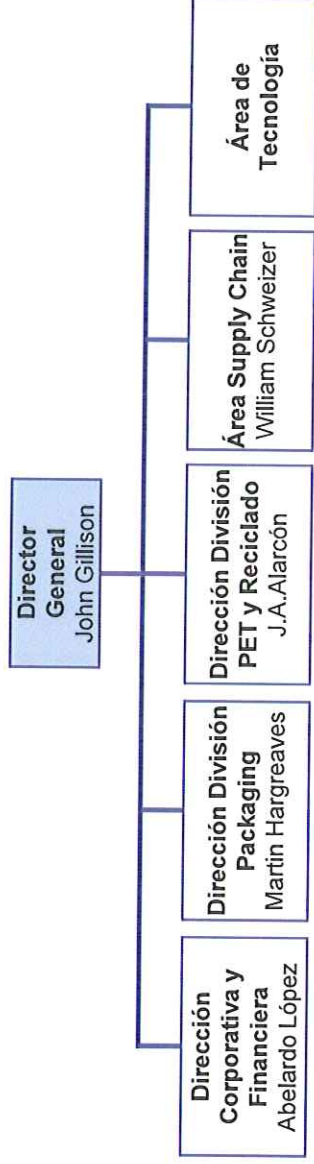 Director
General
John Gillison
Dirección
Corporativa y
Financiera
Abelardo López
Dirección División
Packaging
Martin Hargreaves
Dirección División
PET y Reciclado
J.A.Alarcón
Área Supply Chain
William Schweizer
Área de
Tecnología